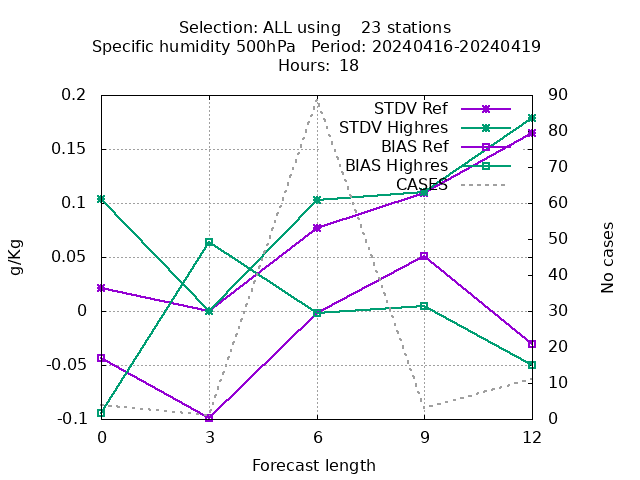 Selection: ALL using 23 stations
Specific humidity 500hPa Period: 20240416-20240419
Hours: 18
0.2
0.15
0.1
0.05
0
-0.05
-0.1
90
80
70
60
50
40
30
20
10
0
STDV Ref
STDV Highres
BIAS Ref
BIAS Highres
CASES
g/Kg
No cases
0 3 6 9 12
Forecast length